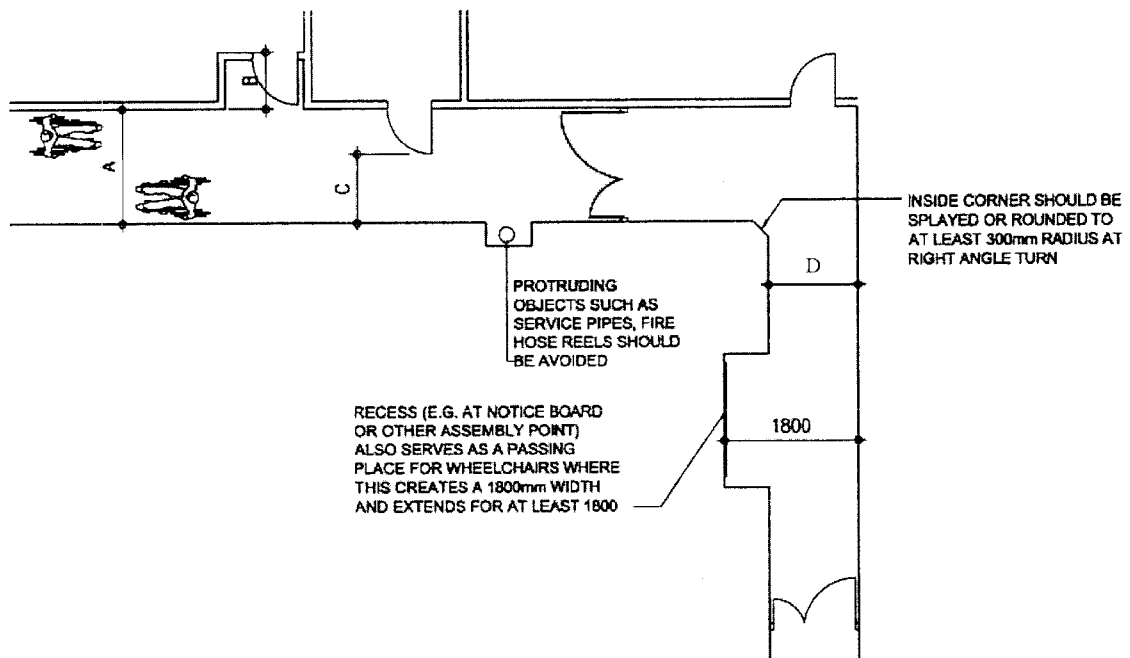 A
C
INSIDE CORNER SHOULD BE
SPLAYED OR ROUNDED TO
AT LEAST 300mm RADIUS AT
RIGHT ANGLE TURN
D
PROTRUDING
OBJECTS SUCH AS
SERVICE PIPES, FIRE
HOSE REELS SHOULD
BE AVOIDED
RECESS (E.G. AT NOTICE BOARD
OR OTHER ASSEMBLY POINT)
ALSO SERVES AS A PASSING
PLACE FOR WHEELCHAIRS WHERE
THIS CREATES A 1800mm WIDTH
AND EXTENDS FOR AT LEAST 1800
1800